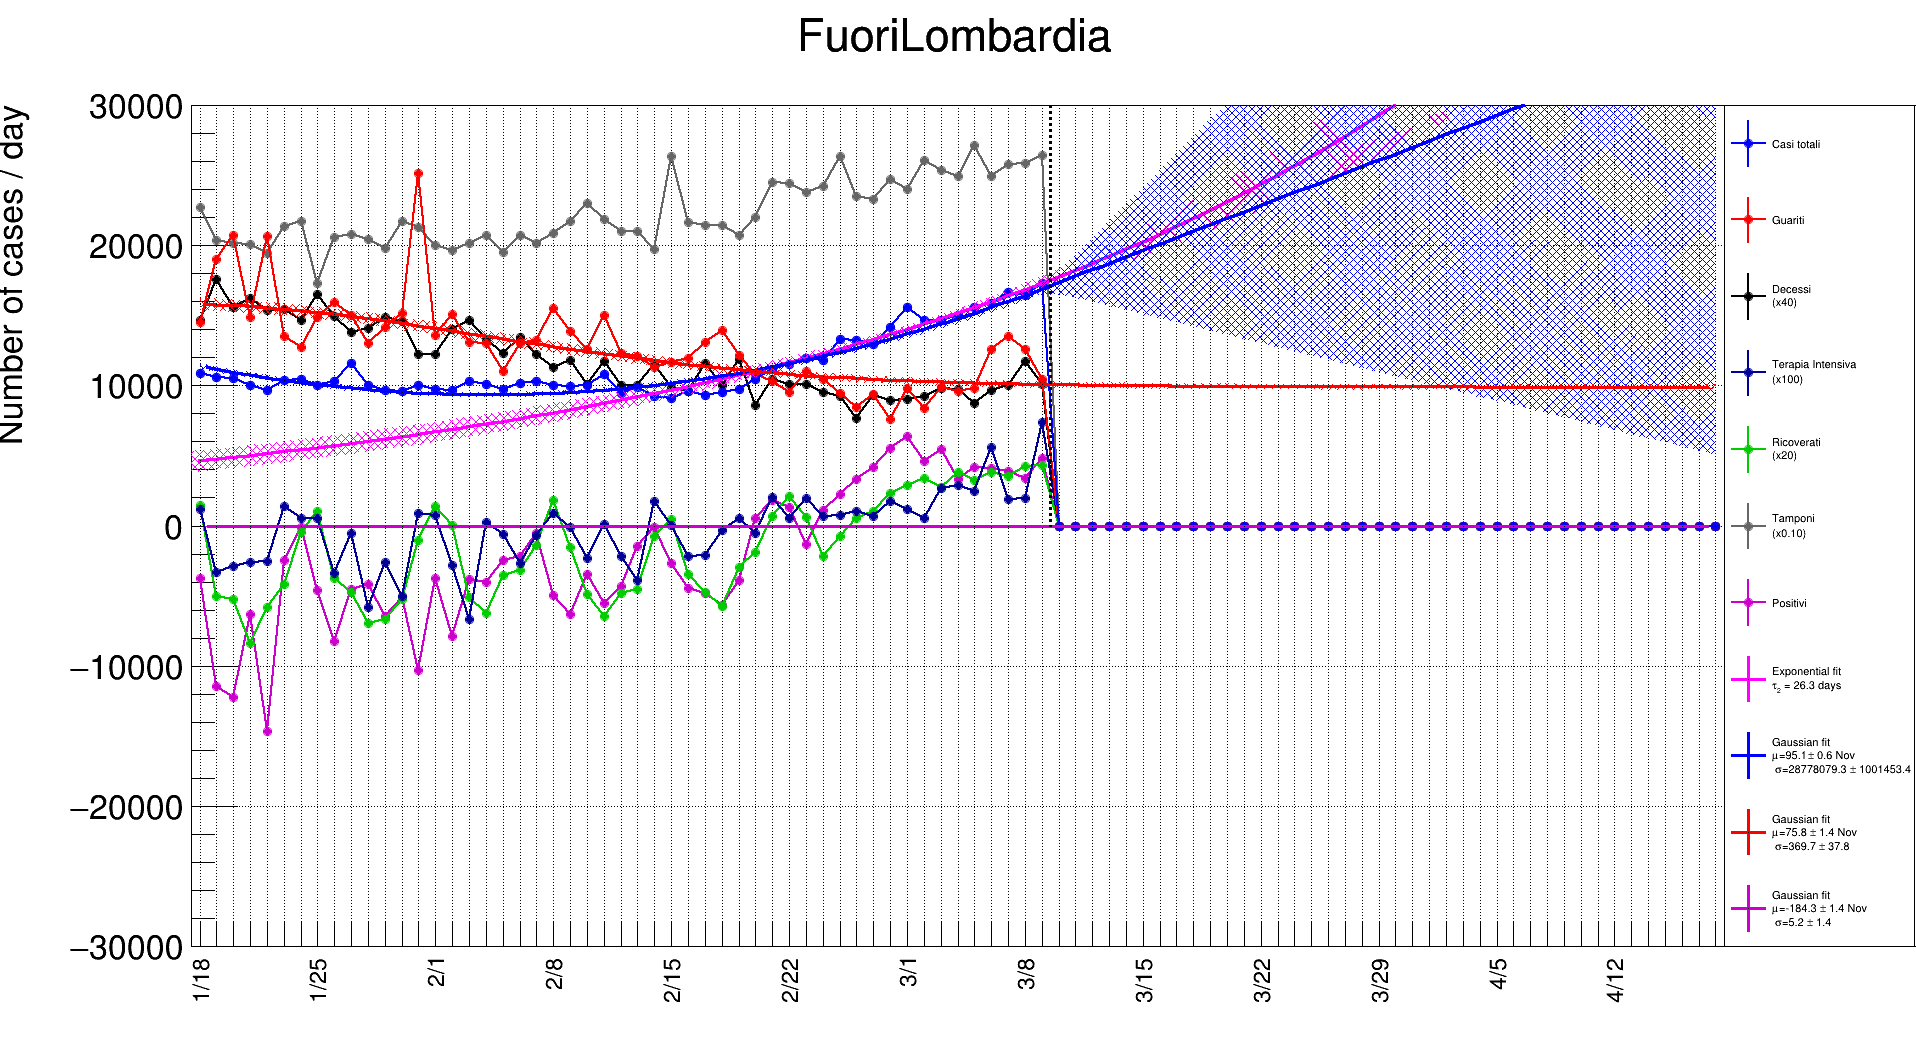 FuoriLombardia
Number of cases / day
30000
20000
10000
0
−10000
−20000
−30000
1/18
1/25
2/1
2/8
2/15
2/22
3/1
3/8
3/15
3/22
3/29
4/5
4/12
Casi totali
Guariti
Decessi
(x40)
Terapia Intensiva
(x100)
Ricoverati
(x20)
Tamponi
(x0.10)
Positivi
Exponential fit
τ2 = 26.3 days
Gaussian fit
μ=95.1 ± 0.6 Nov
σ=28778079.3 ± 1001453.4
Gaussian fit
μ=75.8 ± 1.4 Nov
σ=369.7 ± 37.8
Gaussian fit
μ=-184.3 ± 1.4 Nov
σ=5.2 ± 1.4